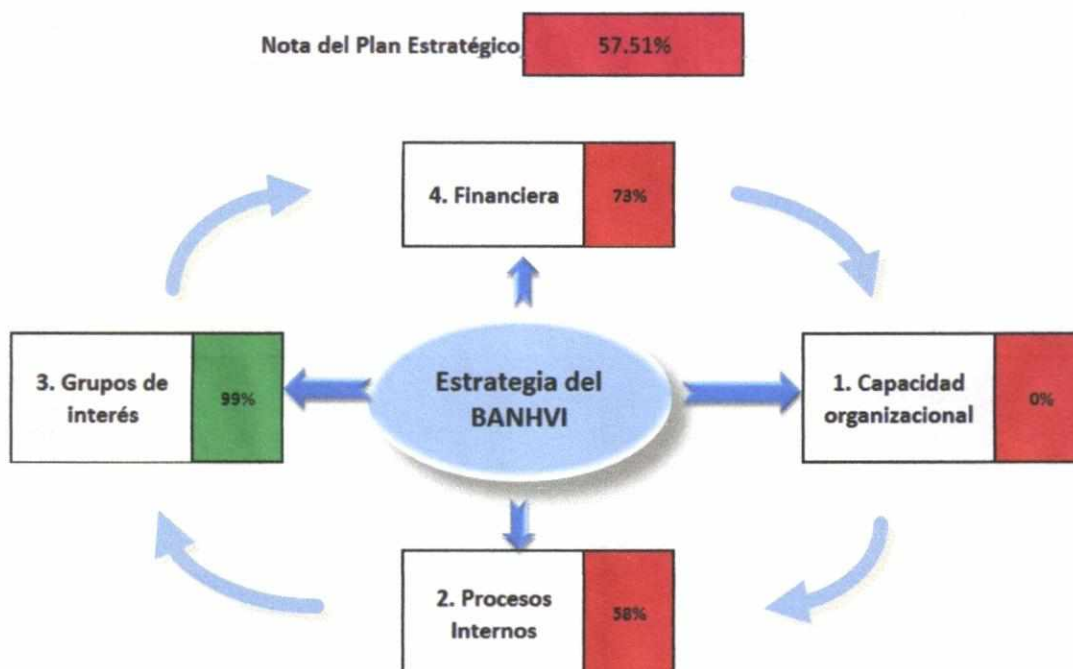 Nota del Plan Estratégico 57.51%
4. Financiera 73%
3. Grupos de
interés
99%
Estrategia del
BANHVI
1. Capacidad
organizacional
0%
2. Procesos
Internos
58%